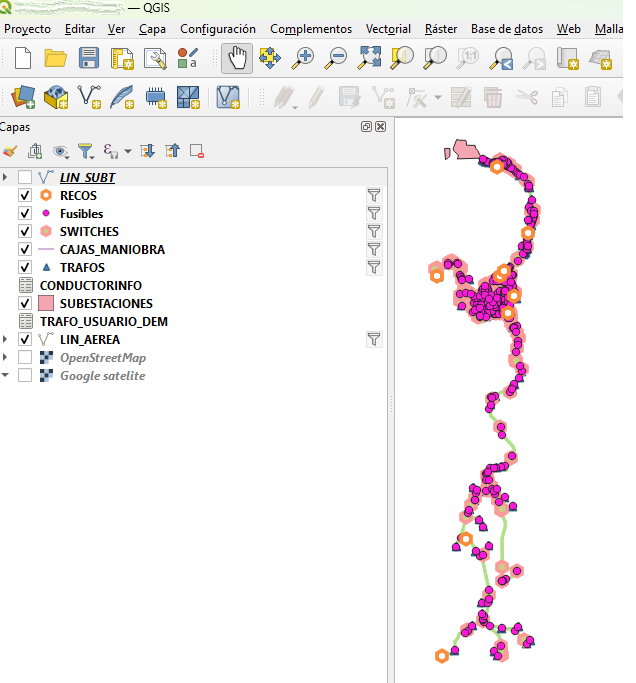 — QGIS
Proyecto Editar Ver Capa Configuración Complementos Vectorial Ráster Base de datos Web Malla
Capas
LIN_SUBT
RECOS
Fusibles
SWITCHES
CAJAS_MANIOBRA
TRAFOS
CONDUCTORINFO
SUBESTACIONES
TRAFO_USUARIO_DEM
LIN_AEREA
OpenStreetMap
Google satelite